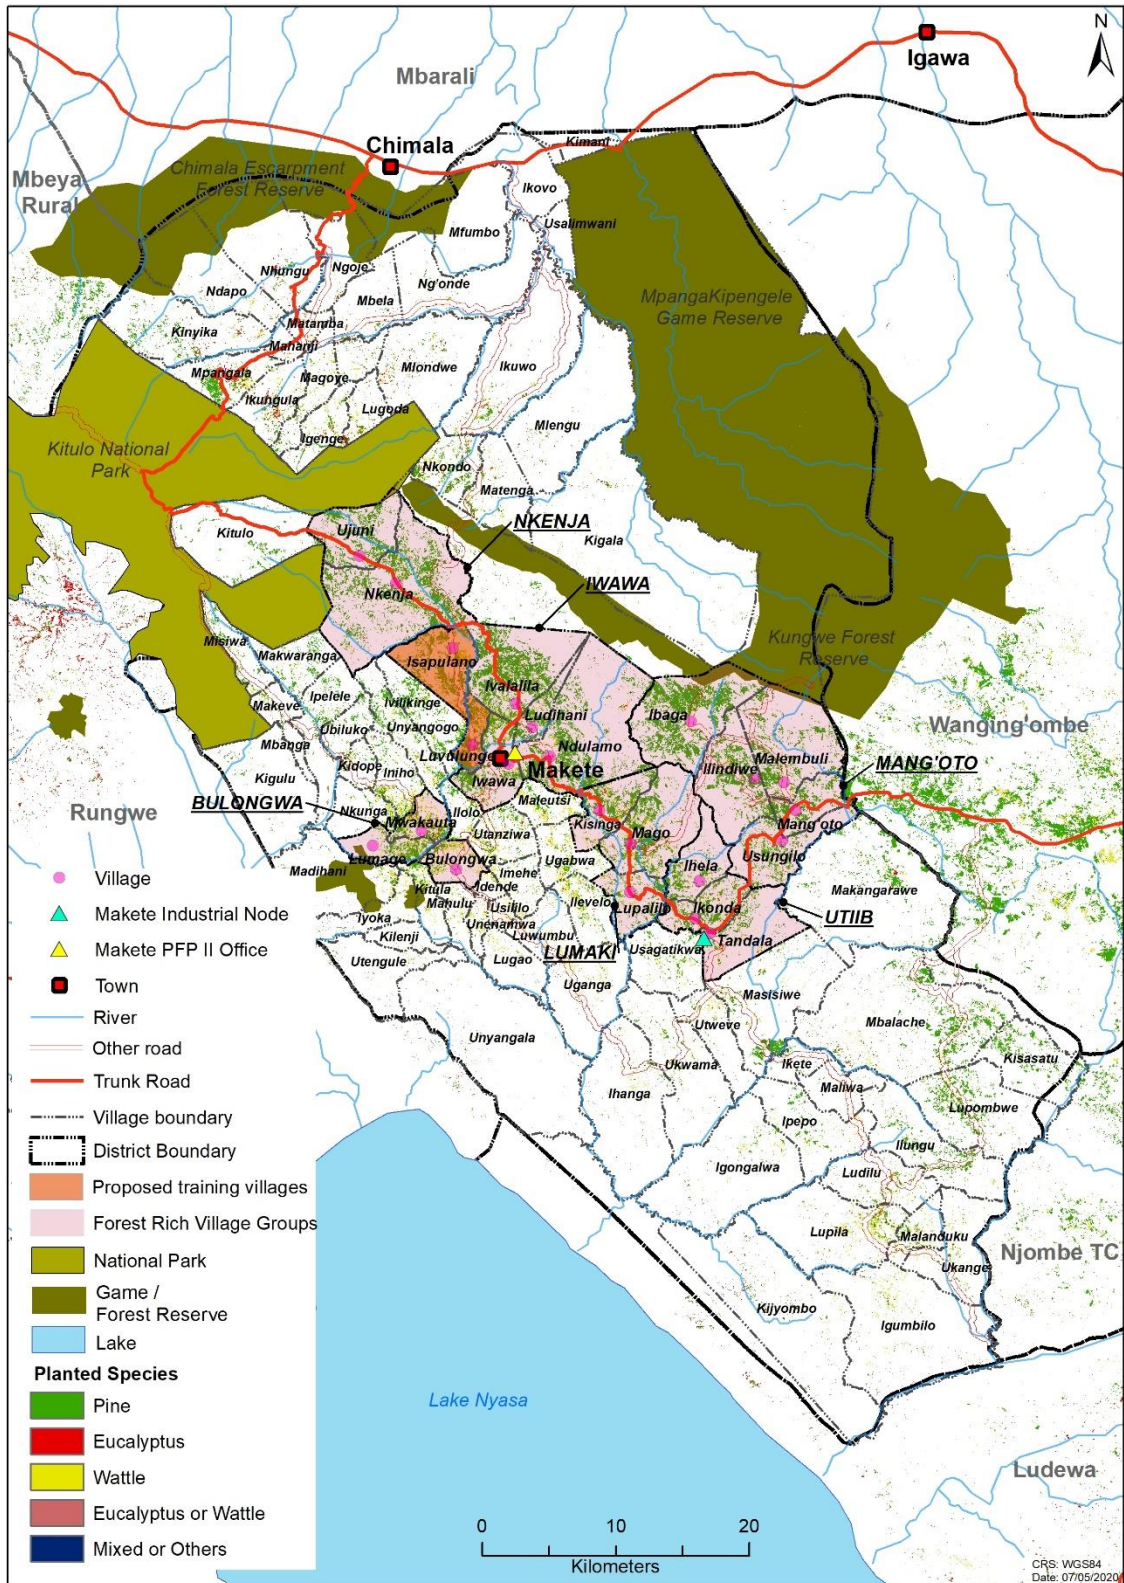 N
Igawa
Mbarali
Chimala
Kimani
Chimala Escarpment
Forest Reserve
Mbeya
Rural
Ikovo
Usalimwani
Mfumbo
Nhungu
Ngoje
Ng'onde
Ndapo
Mbela
MpangaKipengele
Game Reserve
Kinyika
Matamba
Mahanji
Mpangala
Magoye
Mlondwe
Ikuwo
Ikungula
Lugoda
Mlengu
Igenge
Kitulo National
Park
Nkondo
Matenga
NKENJA
Kitulo
Ujuni
Kigala
IWAWA
Nkenja
Kungwe Forest
Reserve
Misiwa
Makwaranga
Isapulano
Ivalalila
Ipelele
Ivilikinge
Makeve
Ludihani
Ibaga
Ubiluko
Unyangogo
Wanging'ombe
Mbanga
Luvulunge
Ndulamo
Malembuli
Kidope
Makete
Ilindiwe
MANG'OTO
Kigulu
Iniho
Iwawa
Maleutsi
BULONGWA
Rungwe
Nkunga
Ilolo
Mwakauta
Utanziwa
Kisinga
Mago
Mang'oto
Lumage
Bulongwa
Ugabwa
Usungilo
Madihani
Imehe
Ihela
Kitula
Idende
Makangarawe
Mahulu
Usililo
Ilevelo
Lupalilo
Ikonda
Iyoka
Unenamwa
UTIIB
Kilenji
Luwumbu
LUMAKI
Usagatikwa
Tandala
Utengule
Lugao
Uganga
Masisiwe
Unyangala
Utweve
Mbalache
Ukwama
Ikete
Kisasatu
Ihanga
Maliwa
Lupombwe
Ipepo
Ilungu
Igongalwa
Ludilu
Lupila
Malanduku
Njombe TC
Ukange
Kijyombo
Igumbilo
Lake Nyasa
Ludewa
Village
Makete Industrial Node
Makete PFP II Office
Town
River
Other road
Trunk Road
Village boundary
District Boundary
Proposed training villages
Forest Rich Village Groups
National Park
Game /
Forest Reserve
Lake
Planted Species
Pine
Eucalyptus
Wattle
Eucalyptus or Wattle
Mixed or Others
0 10 20
Kilometers
CRS: WGS84
Date: 07/05/2020